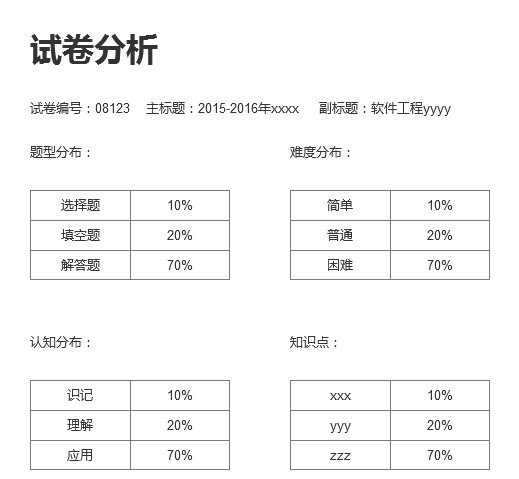 试卷分析
试卷编号：08123 主标题：2015-2016年xxxx 副标题：软件工程yyyy
题型分布： 难度分布：
选择题 10% 简单 10%
填空题 20% 普通 20%
解答题 70% 困难 70%
认知分布： 知识点：
识记 10% xxx 10%
理解 20% yyy 20%
应用 70% zzz 70%